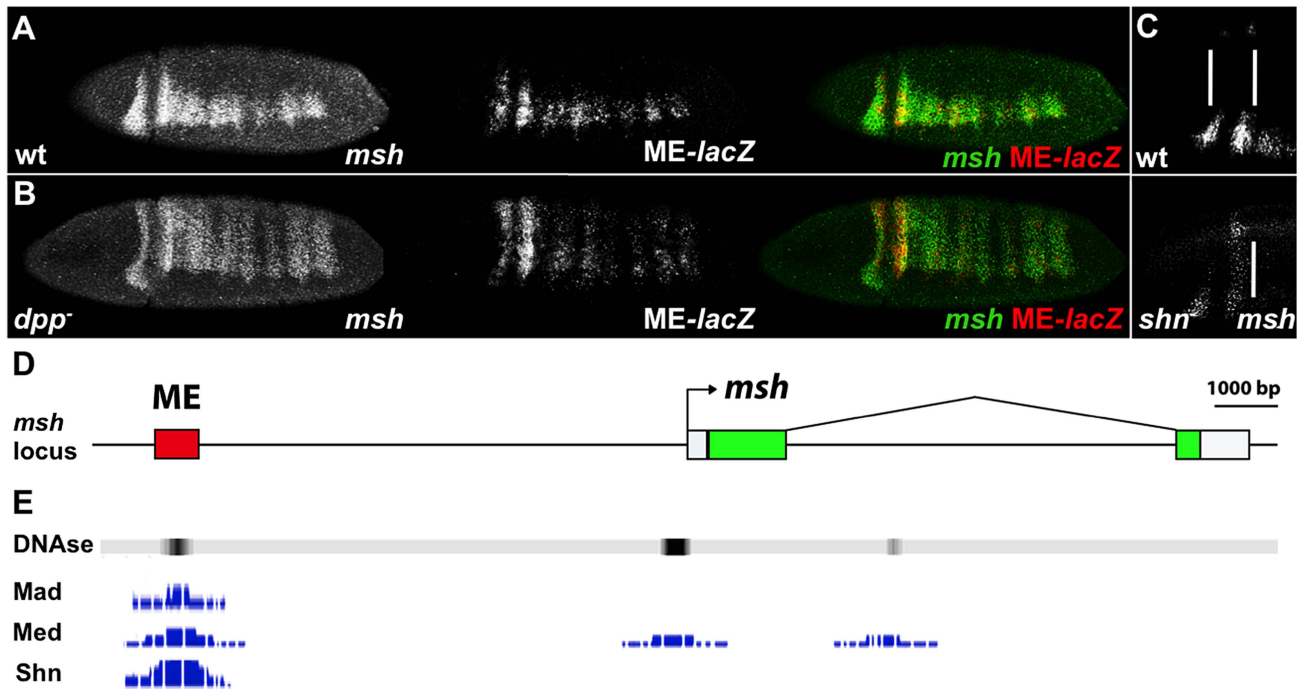 A
wt
msh
ME-lacZ
msh ME-lacZ
C
wt
B
dpp-
msh
ME-lacZ
msh ME-lacZ
shn-
msh
D
ME
msh
1000 bp
msh
locus
E
DNAse
Mad
Med
Shn